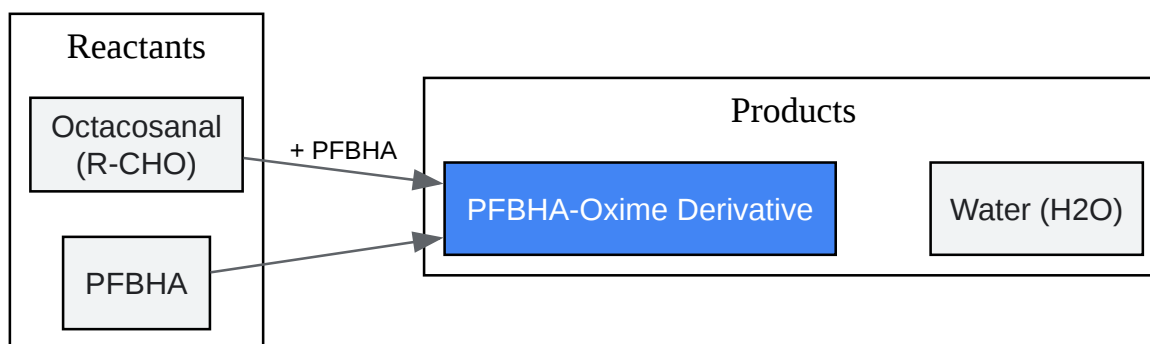 Reactants
Octacosanal
(R-CHO)
PFBHA
+ PFBHA
Products
PFBHA-Oxime Derivative
Water (H2O)